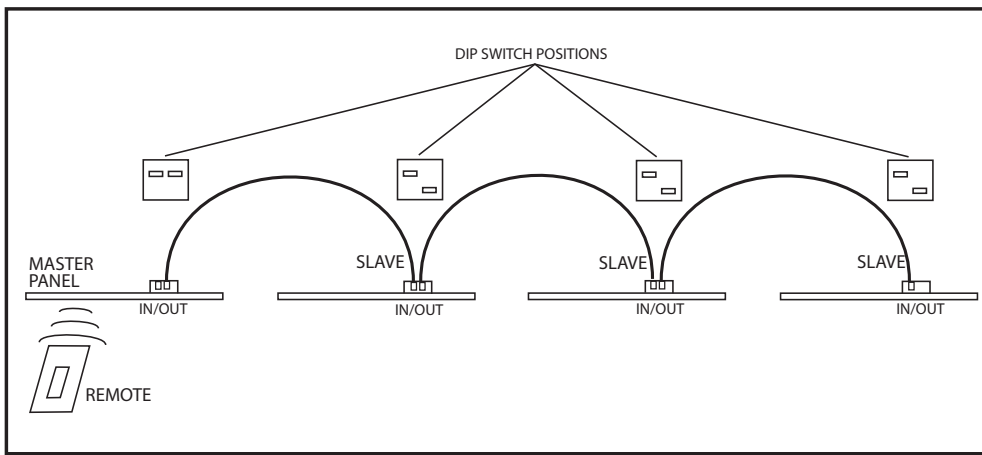 DIP SWITCH POSITIONS
MASTER
PANEL
SLAVE
SLAVE
SLAVE
IN/OUT
IN/OUT
IN/OUT
IN/OUT
REMOTE